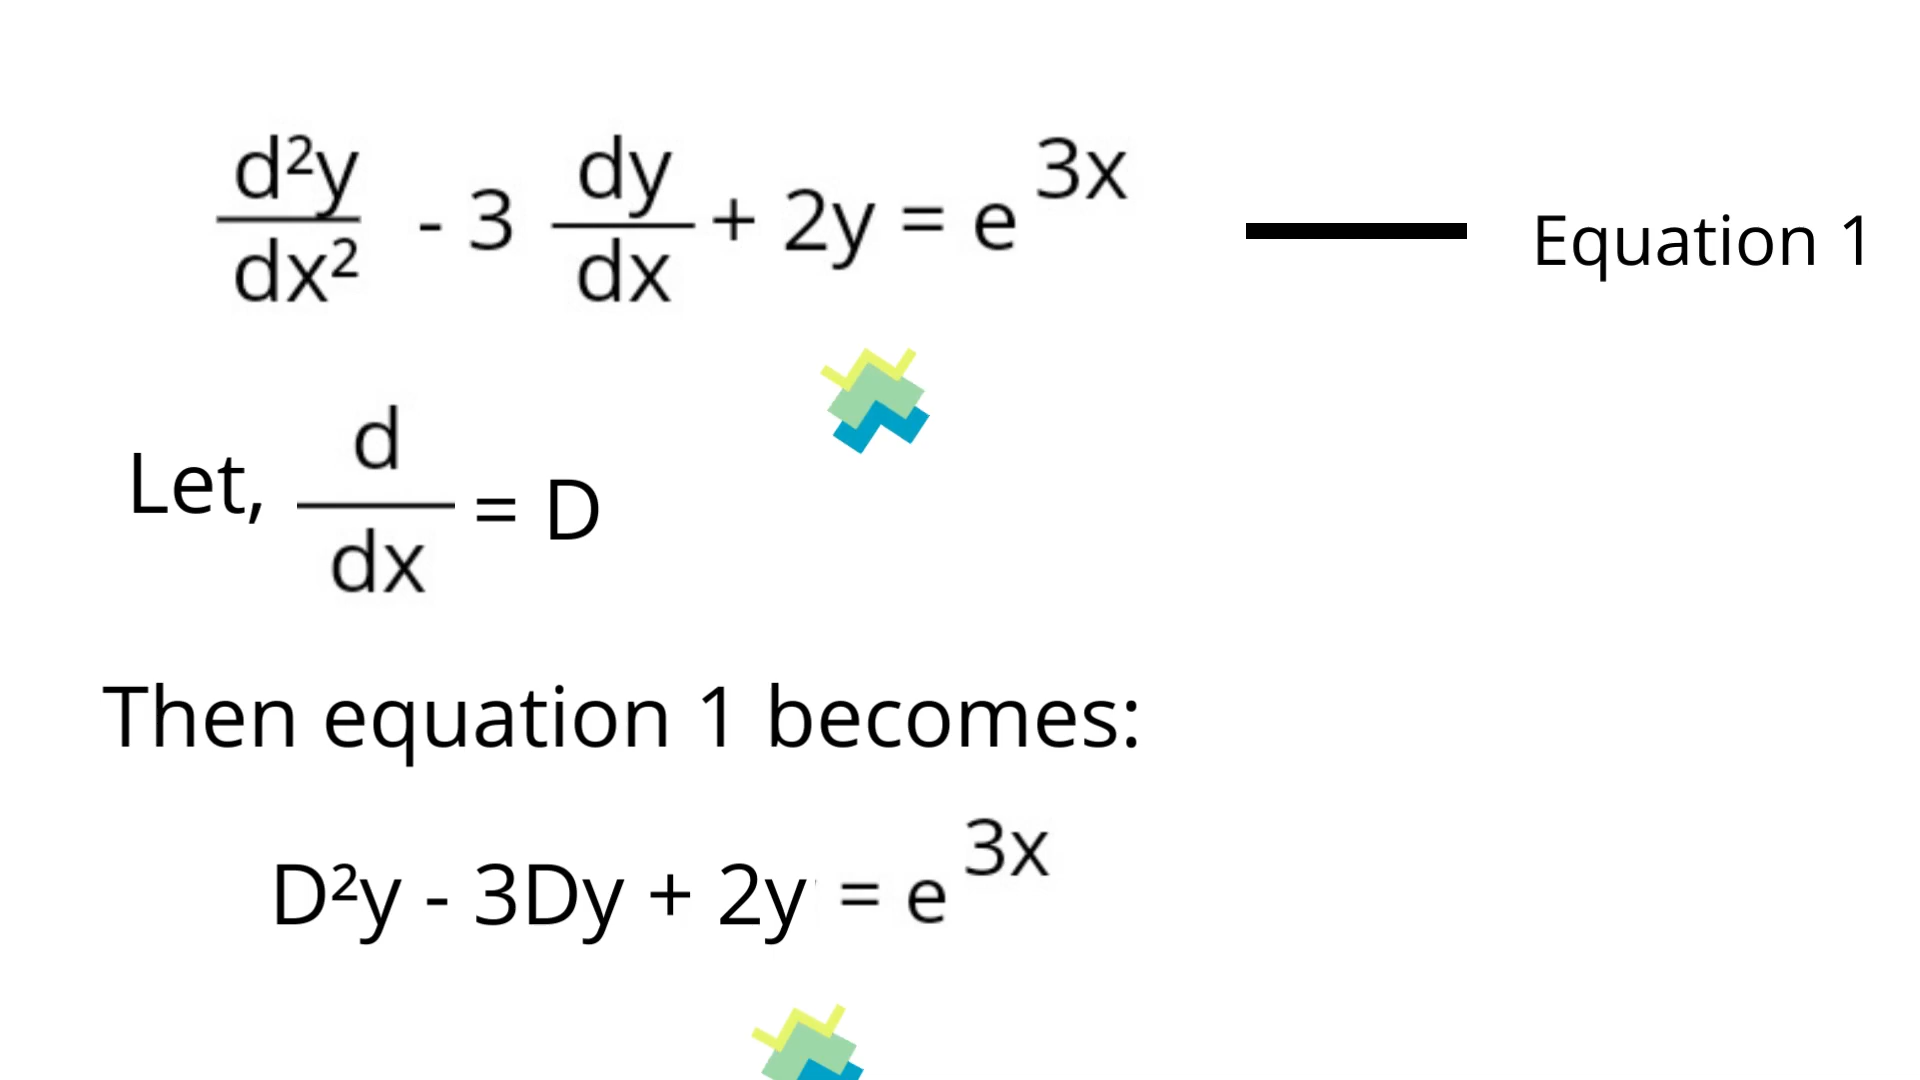 d²y/dx² - 3 dy/dx + 2y = e^3x Equation 1
Let, d/dx = D
Then equation 1 becomes:
D²y - 3Dy + 2y = e^3x